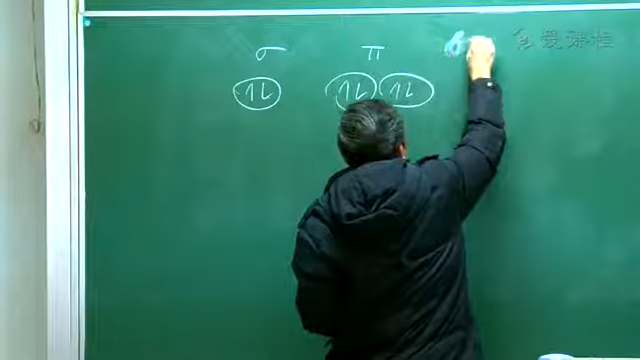 σ π
↑↓ ↑↓ ↑↓
爱课程